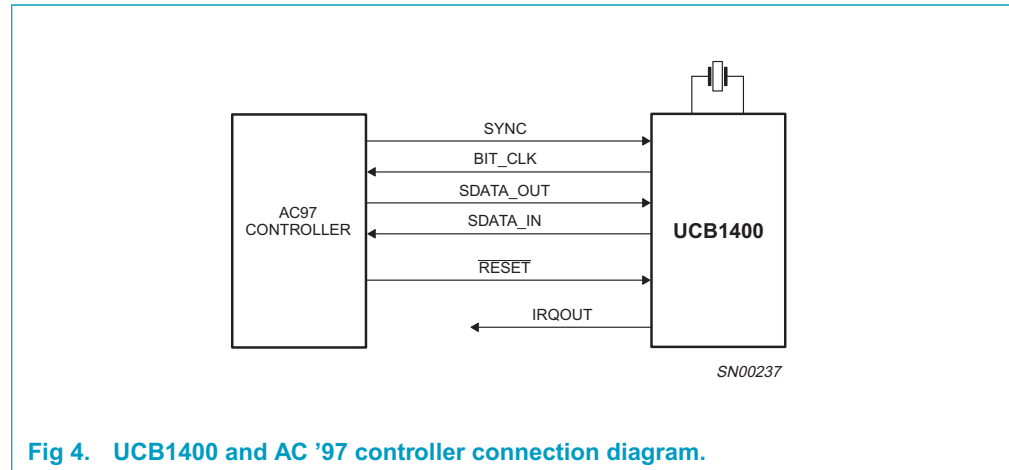 SYNC
BIT_CLK
SDATA_OUT
SDATA_IN
RESET
IRQOUT
AC97
CONTROLLER
UCB1400
SN00237
Fig 4. UCB1400 and AC ’97 controller connection diagram.